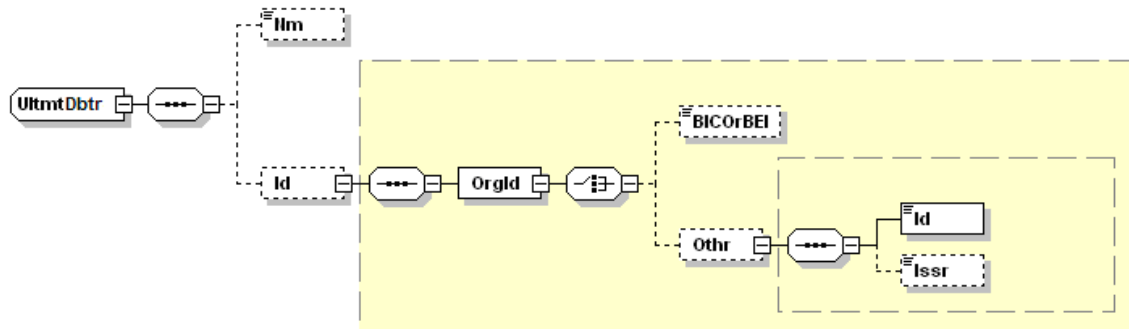 Nm
UltmtDbtr
BICOrBEI
Id
OrgId
Id
Othr
Issr